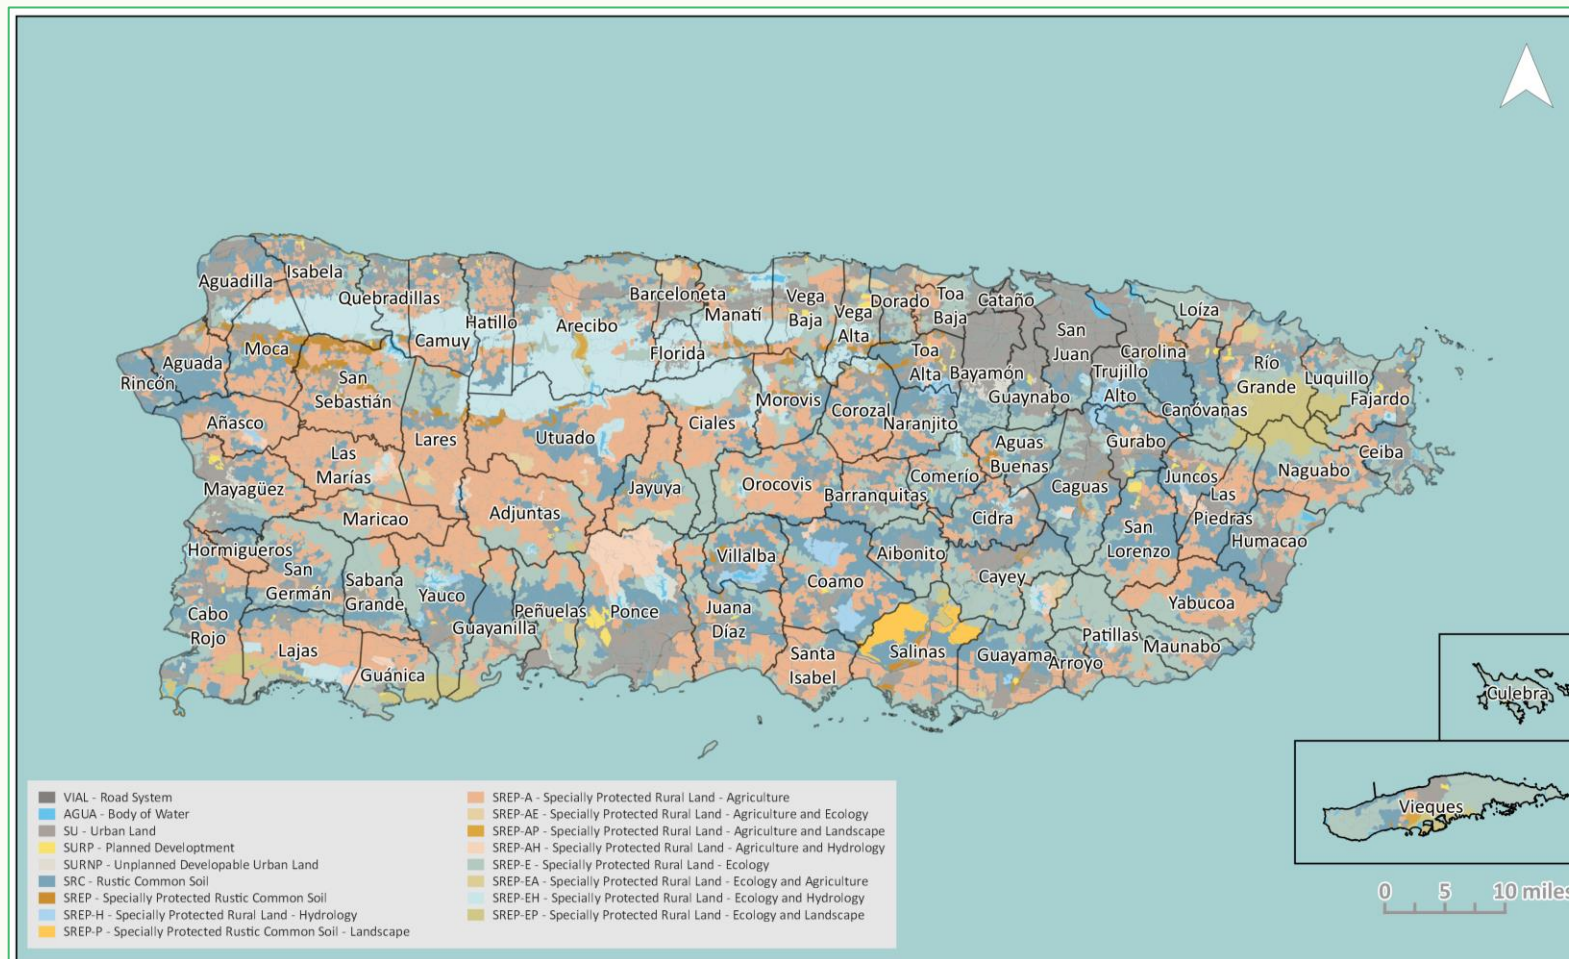 Aguadilla
Isabela
Quebradillas
Camuy
Hatillo
Arecibo
Barceloneta
Florida
Manatí
Vega
Baja
Vega
Alta
Dorado
Toa
Baja
Cataño
Toa
Alta
Bayamón
Guaynabo
San
Juan
Trujillo
Alto
Carolina
Loíza
Canóvanas
Río
Grande
Luquillo
Fajardo
Ceiba
Naguabo
Rincón
Aguada
Moca
San
Sebastián
Añasco
Las
Marías
Lares
Utuado
Ciales
Morovis
Corozal
Naranjito
Aguas
Buenas
Comerío
Gurabo
Juncos
Las
Piedras
Mayagüez
Maricao
Adjuntas
Jayuya
Orocovis
Barranquitas
Cidra
Caguas
San
Lorenzo
Humacao
Hormigueros
San
Germán
Sabana
Grande
Yauco
Guayanilla
Peñuelas
Ponce
Villalba
Juana
Díaz
Coamo
Aibonito
Cayey
Yabucoa
Cabo
Rojo
Lajas
Guánica
Santa
Isabel
Salinas
Guayama
Arroyo
Patillas
Maunabo
Culebra
Vieques
VIAL - Road System
AGUA - Body of Water
SU - Urban Land
SURP - Planned Developtment
SURNP - Unplanned Developable Urban Land
SRC - Rustic Common Soil
SREP - Specially Protected Rustic Common Soil
SREP-H - Specially Protected Rural Land - Hydrology
SREP-P - Specially Protected Rustic Common Soil - Landscape
SREP-A - Specially Protected Rural Land - Agriculture
SREP-AE - Specially Protected Rural Land - Agriculture and Ecology
SREP-AP - Specially Protected Rural Land - Agriculture and Landscape
SREP-AH - Specially Protected Rural Land - Agriculture and Hydrology
SREP-E - Specially Protected Rural Land - Ecology
SREP-EA - Specially Protected Rural Land - Ecology and Agriculture
SREP-EH - Specially Protected Rural Land - Ecology and Hydrology
SREP-EP - Specially Protected Rural Land - Ecology and Landscape
0 5 10 miles